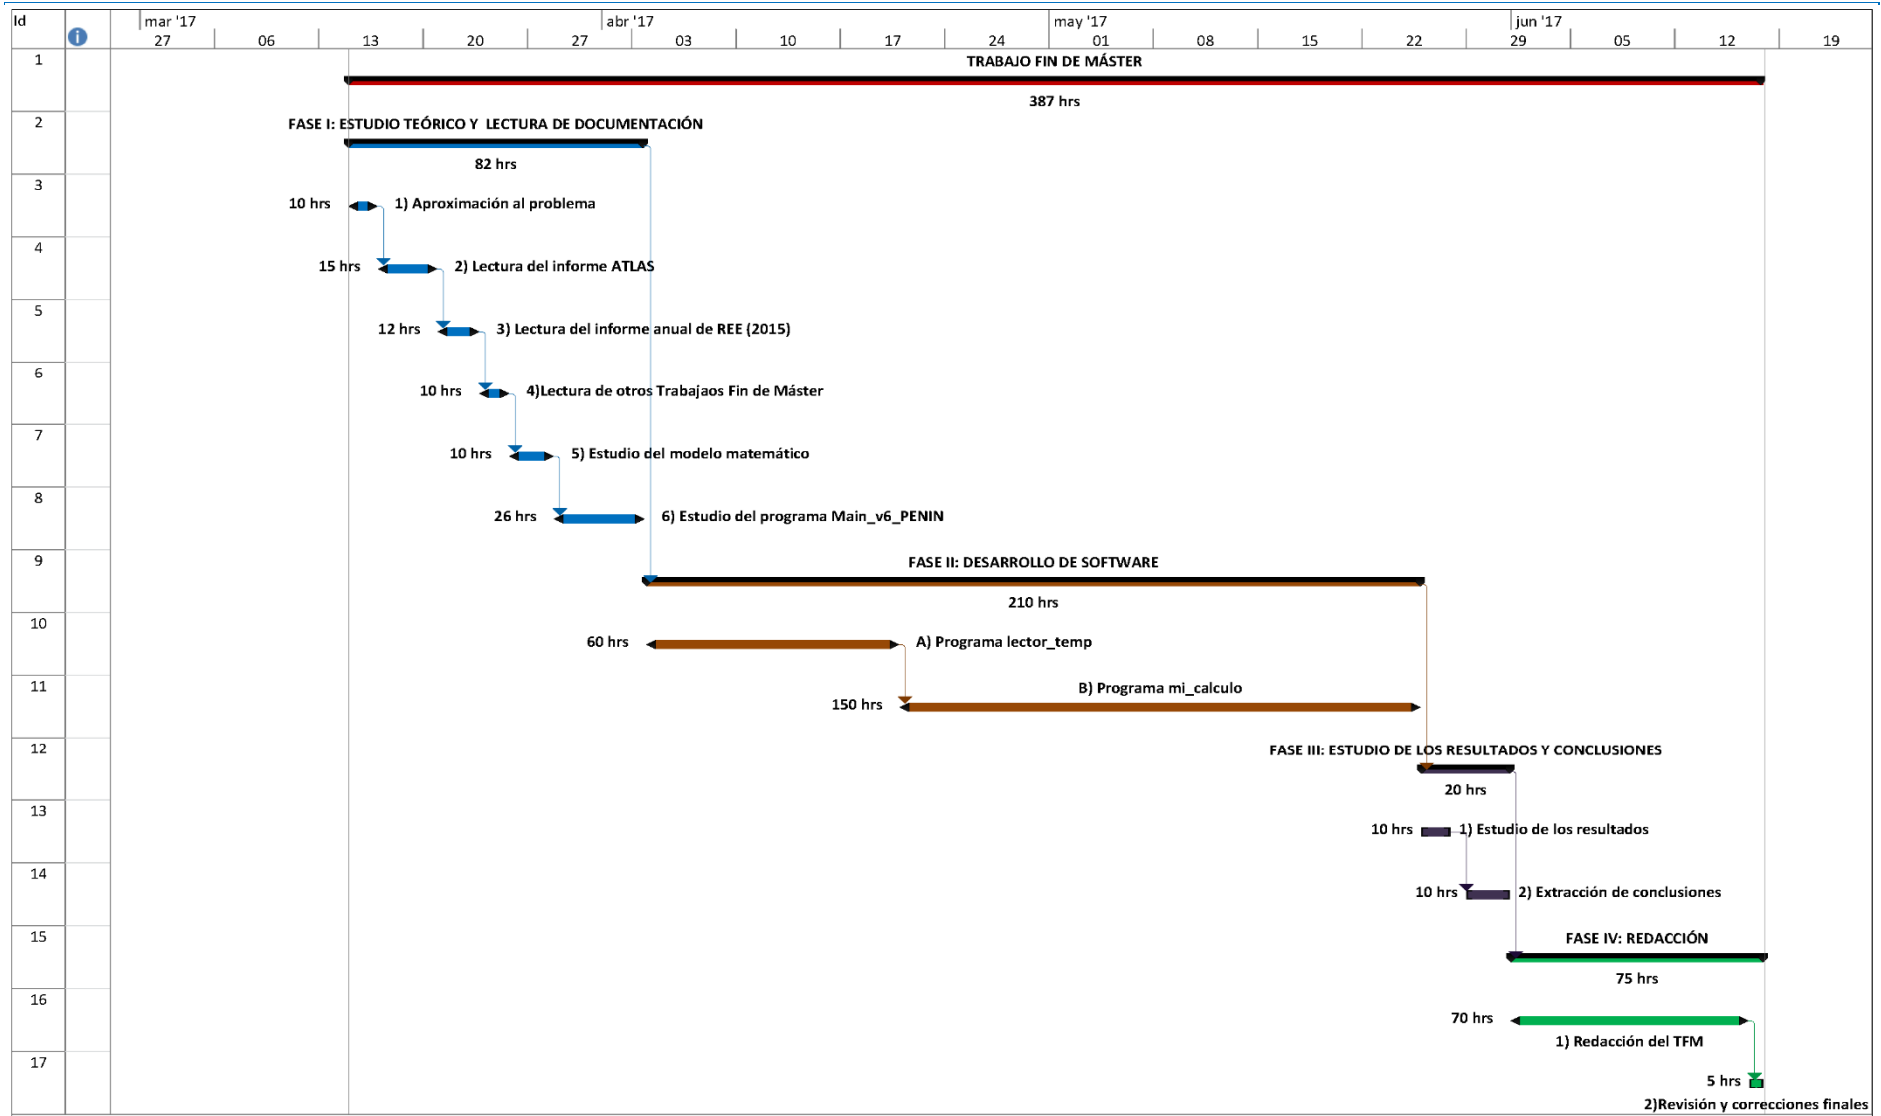 Id
i
mar '17 abr '17 may '17 jun '17
27 06 13 20 27 03 10 17 24 01 08 15 22 29 05 12 19
1
TRABAJO FIN DE MÁSTER
387 hrs
2
FASE I: ESTUDIO TEÓRICO Y LECTURA DE DOCUMENTACIÓN
82 hrs
3
10 hrs 1) Aproximación al problema
4
15 hrs 2) Lectura del informe ATLAS
5
12 hrs 3) Lectura del informe anual de REE (2015)
6
10 hrs 4)Lectura de otros Trabajaos Fin de Máster
7
10 hrs 5) Estudio del modelo matemático
8
26 hrs 6) Estudio del programa Main_v6_PENIN
9
FASE II: DESARROLLO DE SOFTWARE
210 hrs
10
60 hrs A) Programa lector_temp
11
B) Programa mi_calculo
150 hrs
12
FASE III: ESTUDIO DE LOS RESULTADOS Y CONCLUSIONES
20 hrs
13
10 hrs 1) Estudio de los resultados
14
10 hrs 2) Extracción de conclusiones
15
FASE IV: REDACCIÓN
75 hrs
16
70 hrs
1) Redacción del TFM
17
5 hrs
2)Revisión y correcciones finales